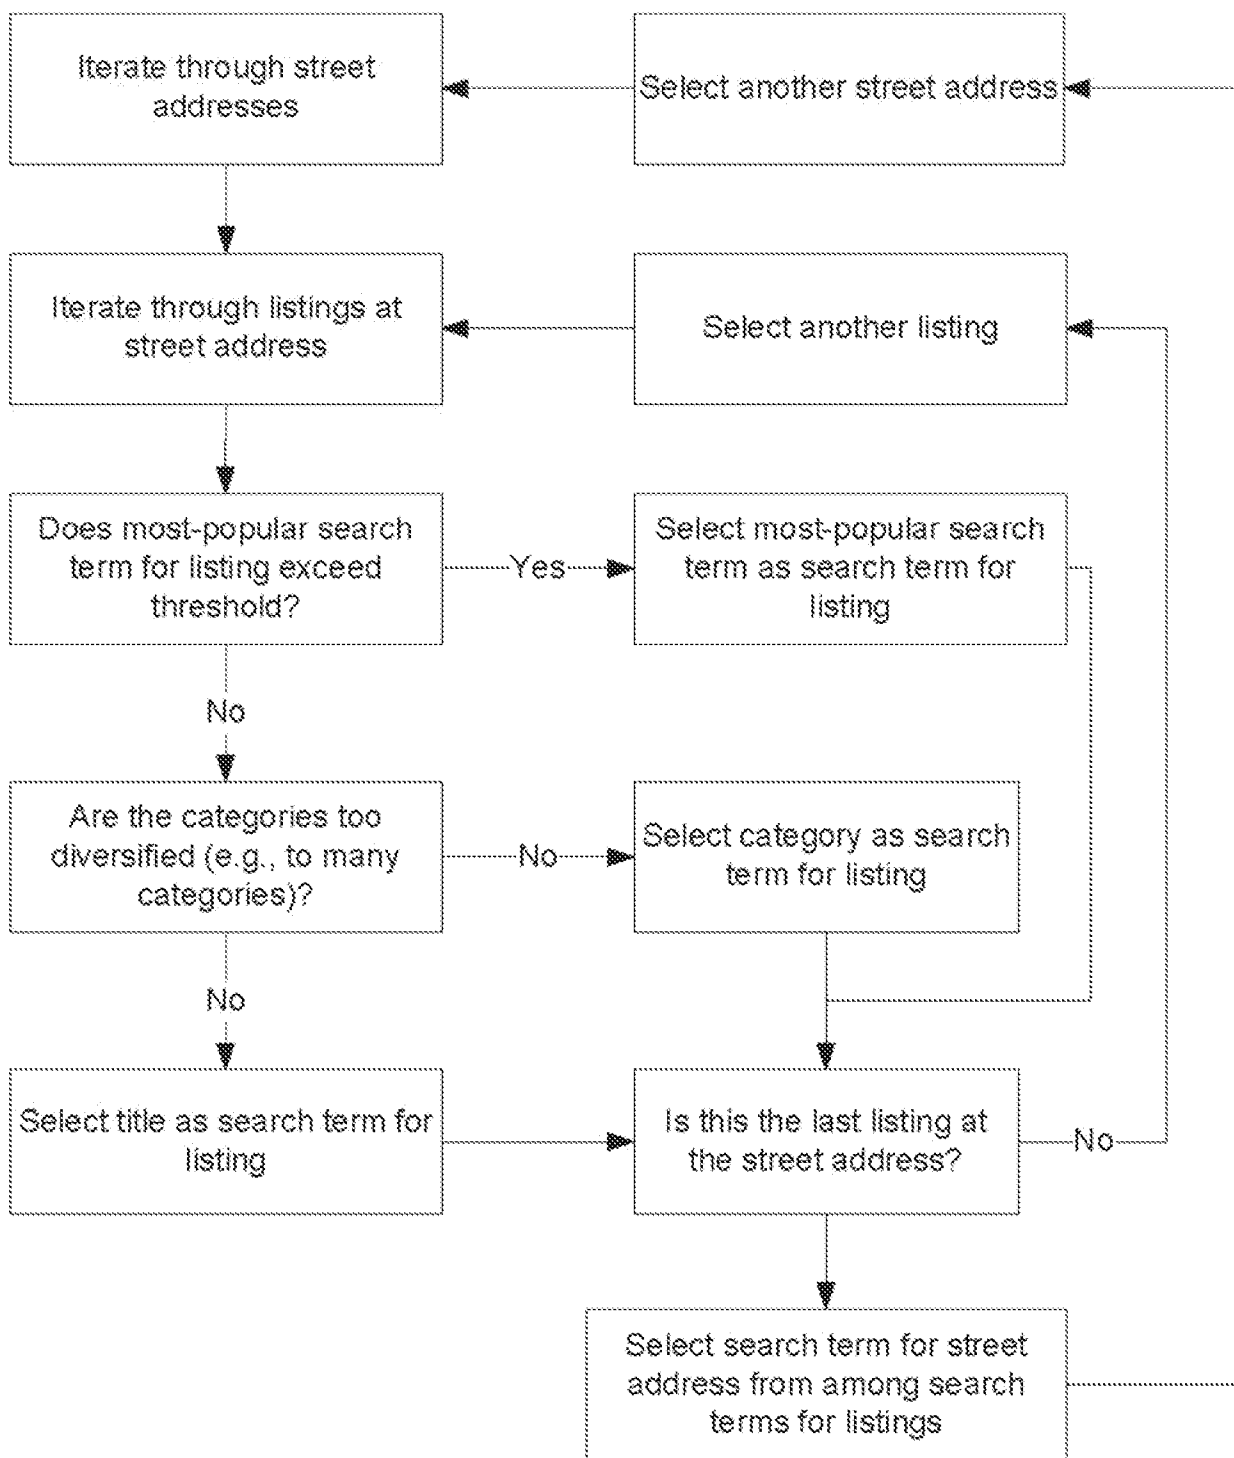 Iterate through street
addresses
Select another street address
Iterate through listings at
street address
Select another listing
Does most-popular search
term for listing exceed
threshold?
Yes
Select most-popular search
term as search term for
listing
No
Are the categories too
diversified (e.g., to many
categories)?
No
Select category as search
term for listing
No
Select title as search term for
listing
Is this the last listing at
the street address?
No
Select search term for street
address from among search
terms for listings